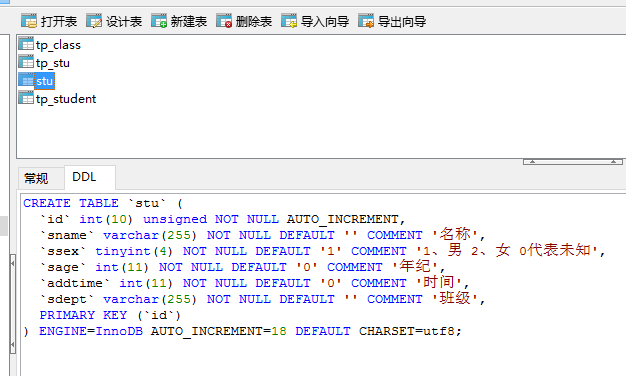 打开表 设计表 新建表 删除表 导入向导 导出向导
tp_class
tp_stu
stu
tp_student
常规 DDL
CREATE TABLE `stu` (
`id` int(10) unsigned NOT NULL AUTO_INCREMENT,
`sname` varchar(255) NOT NULL DEFAULT '' COMMENT '名称',
`ssex` tinyint(4) NOT NULL DEFAULT '1' COMMENT '1、男 2、女 0代表未知',
`sage` int(11) NOT NULL DEFAULT '0' COMMENT '年纪',
`addtime` int(11) NOT NULL DEFAULT '0' COMMENT '时间',
`sdept` varchar(255) NOT NULL DEFAULT '' COMMENT '班级',
PRIMARY KEY (`id`)
) ENGINE=InnoDB AUTO_INCREMENT=18 DEFAULT CHARSET=utf8;